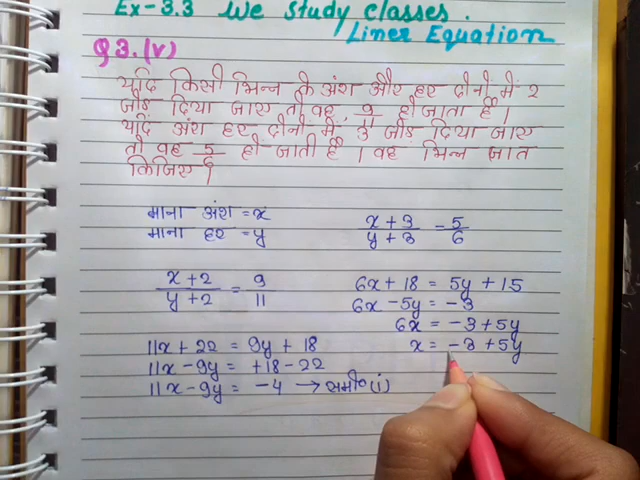 Ex-3.3 We Study classes.
Liner Equation
Q3.(v)
यदि किसी भिन्न के अंश और हर दोनों में 2
जोड़ दिया जाए तो वह 9/11 हो जाता है।
यदि अंश हर दोनों में 3 जोड़ दिया जाए
तो वह 5/6 हो जाती है। वह भिन्न ज्ञात
किजिए।
माना अंश = x
माना हर = y
(x+2)/(y+2) = 9/11
11x + 22 = 9y + 18
11x - 9y = +18 - 22
11x - 9y = -4 → समी० (i)
(x+3)/(y+3) = 5/6
6x + 18 = 5y + 15
6x - 5y = -3
6x = -3 + 5y
x = -3 + 5y